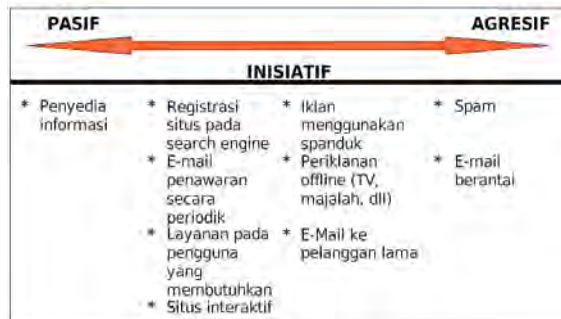 PASIF AGRESIF
INISIATIF
* Penyedia
informasi
* Registrasi
situs pada
search engine
* E-mail
penawaran
secara
periodik
* Layanan pada
pengguna
yang
membutuhkan
* Situs interaktif
* Iklan
menggunakan
spanduk
* Periklanan
offline (TV,
majalah, dll)
* E-Mail ke
pelanggan lama
* Spam
* E-mail
berantai